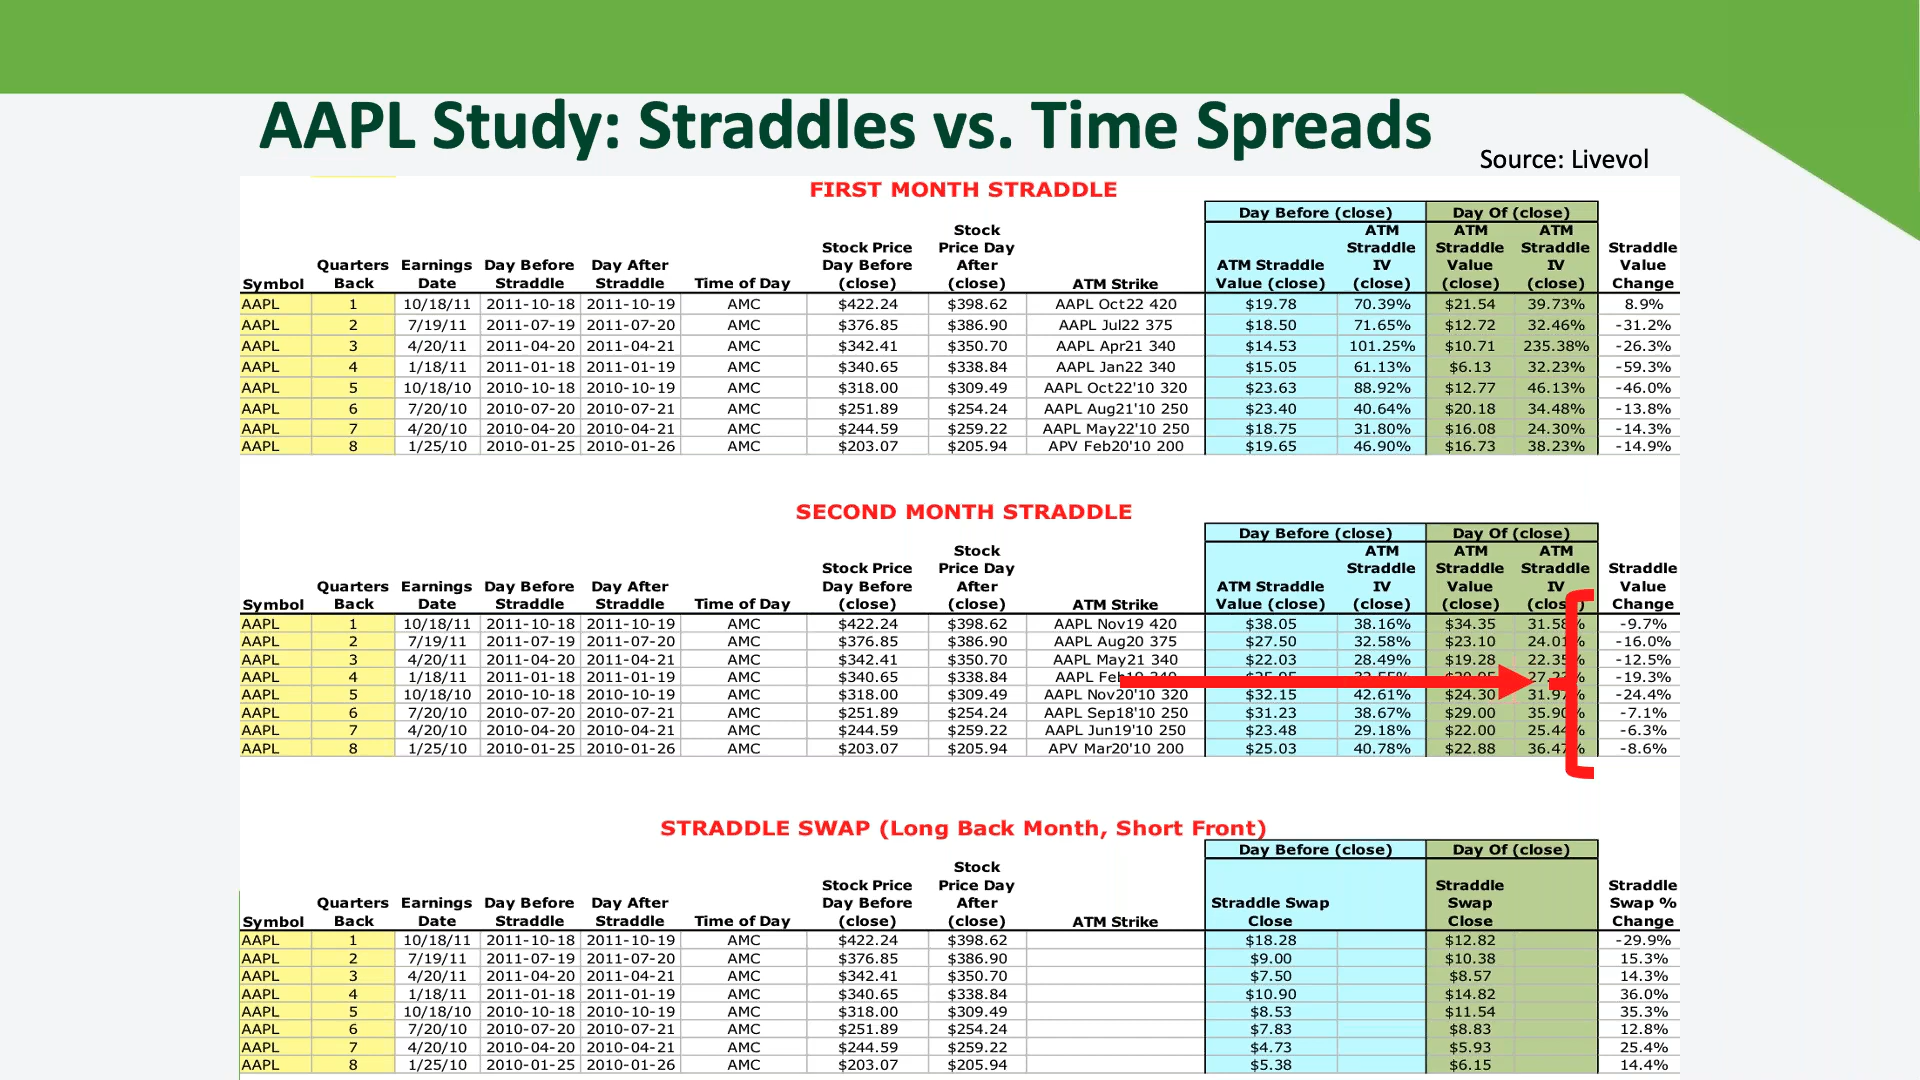 AAPL Study: Straddles vs. Time Spreads
Source: Livevol
FIRST MONTH STRADDLE
Day Before (close) Day Of (close)
Symbol Quarters Back Earnings Date Day Before Straddle Day After Straddle Time of Day Stock Price Day Before (close) Stock Price Day After (close) ATM Strike ATM Straddle Value (close) ATM Straddle IV (close) ATM Straddle Value (close) ATM Straddle IV (close) Straddle Value Change
AAPL 1 10/18/11 2011-10-18 2011-10-19 AMC $422.24 $398.62 AAPL Oct22 420 $19.78 70.39% $21.54 39.73% 8.9%
AAPL 2 7/19/11 2011-07-19 2011-07-20 AMC $376.85 $386.90 AAPL Jul22 375 $18.50 71.65% $12.72 32.46% -31.2%
AAPL 3 4/20/11 2011-04-20 2011-04-21 AMC $342.41 $350.70 AAPL Apr21 340 $14.53 101.25% $10.71 235.38% -26.3%
AAPL 4 1/18/11 2011-01-18 2011-01-19 AMC $340.65 $338.84 AAPL Jan22 340 $15.05 61.13% $6.13 32.23% -59.3%
AAPL 5 10/18/10 2010-10-18 2010-10-19 AMC $318.00 $309.49 AAPL Oct22'10 320 $23.63 88.92% $12.77 46.13% -46.0%
AAPL 6 7/20/10 2010-07-20 2010-07-21 AMC $251.89 $254.24 AAPL Aug21'10 250 $23.40 40.64% $20.18 34.48% -13.8%
AAPL 7 4/20/10 2010-04-20 2010-04-21 AMC $244.59 $259.22 AAPL May22'10 250 $18.75 31.80% $16.08 24.30% -14.3%
AAPL 8 1/25/10 2010-01-25 2010-01-26 AMC $203.07 $205.94 APV Feb20'10 200 $19.65 46.90% $16.73 38.23% -14.9%
SECOND MONTH STRADDLE
Day Before (close) Day Of (close)
Symbol Quarters Back Earnings Date Day Before Straddle Day After Straddle Time of Day Stock Price Day Before (close) Stock Price Day After (close) ATM Strike ATM Straddle Value (close) ATM Straddle IV (close) ATM Straddle Value (close) ATM Straddle IV (close) Straddle Value Change
AAPL 1 10/18/11 2011-10-18 2011-10-19 AMC $422.24 $398.62 AAPL Nov19 420 $38.05 38.16% $34.35 31.58% -9.7%
AAPL 2 7/19/11 2011-07-19 2011-07-20 AMC $376.85 $386.90 AAPL Aug20 375 $27.50 32.58% $23.10 24.01% -16.0%
AAPL 3 4/20/11 2011-04-20 2011-04-21 AMC $342.41 $350.70 AAPL May21 340 $22.03 28.49% $19.28 22.35% -12.5%
AAPL 4 1/18/11 2011-01-18 2011-01-19 AMC $340.65 $338.84 AAPL -19.3%
AAPL 5 10/18/10 2010-10-18 2010-10-19 AMC $318.00 $309.49 AAPL Nov20'10 320 $32.15 42.61% $24.30 31.97% -24.4%
AAPL 6 7/20/10 2010-07-20 2010-07-21 AMC $251.89 $254.24 AAPL Sep18'10 250 $31.23 38.67% $29.00 35.90% -7.1%
AAPL 7 4/20/10 2010-04-20 2010-04-21 AMC $244.59 $259.22 AAPL Jun19'10 250 $23.48 29.18% $22.00 25.44% -6.3%
AAPL 8 1/25/10 2010-01-25 2010-01-26 AMC $203.07 $205.94 APV Mar20'10 200 $25.03 40.78% $22.88 36.47% -8.6%
STRADDLE SWAP (Long Back Month, Short Front)
Day Before (close) Day Of (close)
Symbol Quarters Back Earnings Date Day Before Straddle Day After Straddle Time of Day Stock Price Day Before (close) Stock Price Day After (close) ATM Strike Straddle Swap Close Straddle Swap Close Straddle Swap % Change
AAPL 1 10/18/11 2011-10-18 2011-10-19 AMC $422.24 $398.62 $18.28 $12.82 -29.9%
AAPL 2 7/19/11 2011-07-19 2011-07-20 AMC $376.85 $386.90 $9.00 $10.38 15.3%
AAPL 3 4/20/11 2011-04-20 2011-04-21 AMC $342.41 $350.70 $7.50 $8.57 14.3%
AAPL 4 1/18/11 2011-01-18 2011-01-19 AMC $340.65 $338.84 $10.90 $14.82 36.0%
AAPL 5 10/18/10 2010-10-18 2010-10-19 AMC $318.00 $309.49 $8.53 $11.54 35.3%
AAPL 6 7/20/10 2010-07-20 2010-07-21 AMC $251.89 $254.24 $7.83 $8.83 12.8%
AAPL 7 4/20/10 2010-04-20 2010-04-21 AMC $244.59 $259.22 $4.73 $5.93 25.4%
AAPL 8 1/25/10 2010-01-25 2010-01-26 AMC $203.07 $205.94 $5.38 $6.15 14.4%